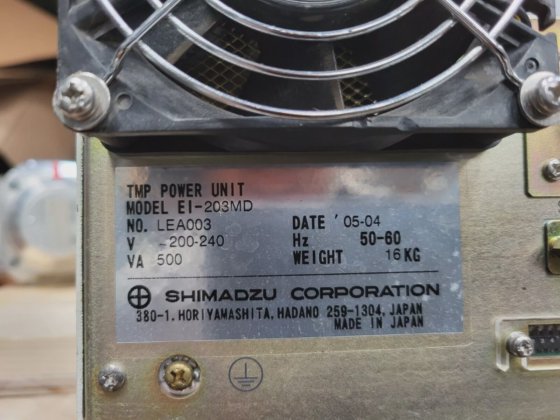 TMP POWER UNIT
MODEL EI-203MD
NO. LEA003 DATE '05-04
V ~200-240 Hz 50-60
VA 500 WEIGHT 16KG
SHIMADZU CORPORATION
380-1, HORIYAMASHITA, HADANO 259-1304, JAPAN
MADE IN JAPAN